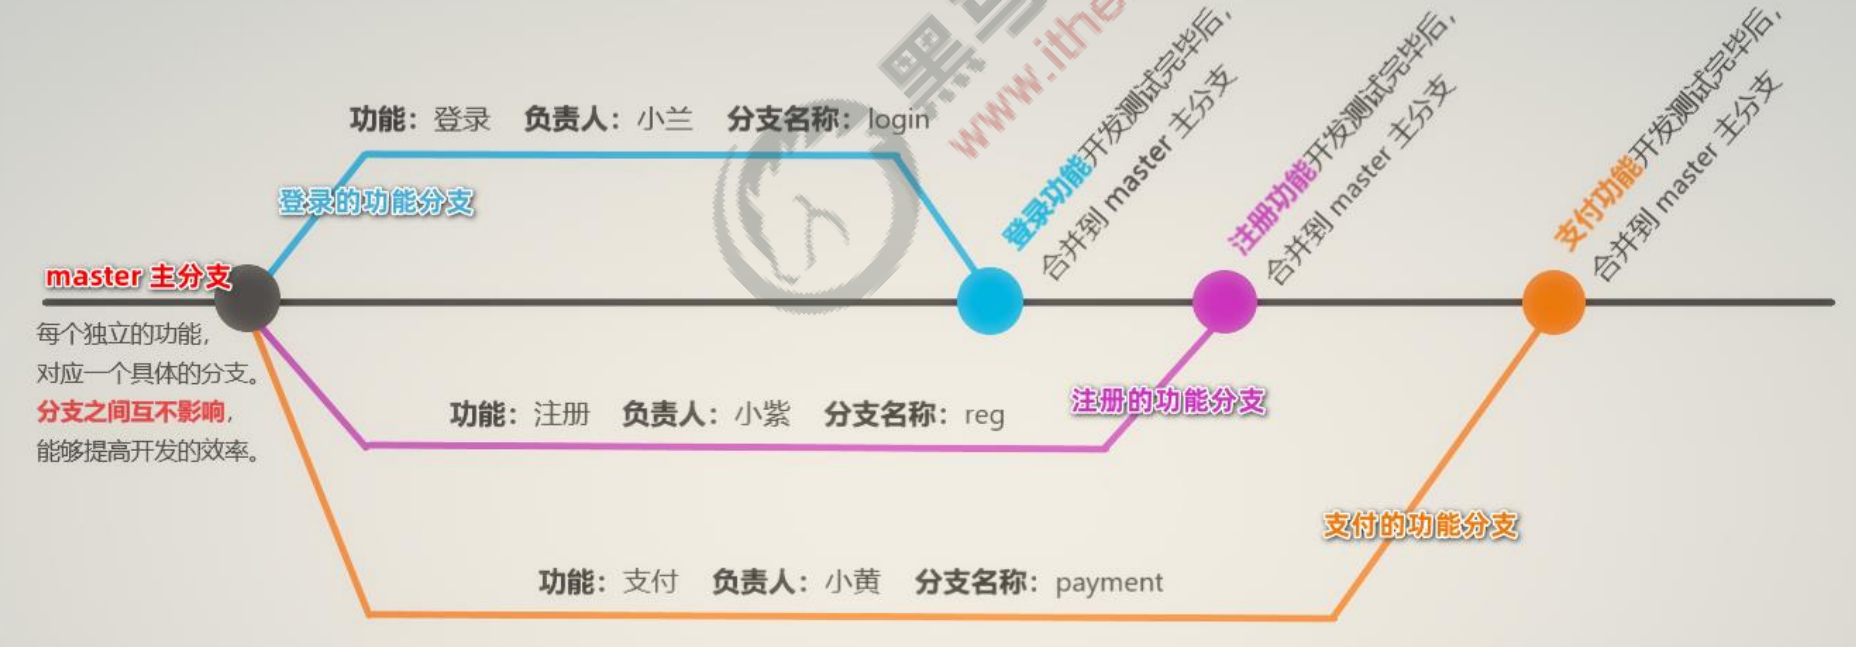 功能：登录 负责人：小兰 分支名称：login
登录的功能分支
master 主分支
每个独立的功能，
对应一个具体的分支。
分支之间互不影响，
能够提高开发的效率。
登录功能开发测试完毕后，
合并到 master 主分支
注册功能开发测试完毕后，
合并到 master 主分支
支付功能开发测试完毕后，
合并到 master 主分支
功能：注册 负责人：小紫 分支名称：reg
注册的功能分支
支付的功能分支
功能：支付 负责人：小黄 分支名称：payment
黑马
www.ithe